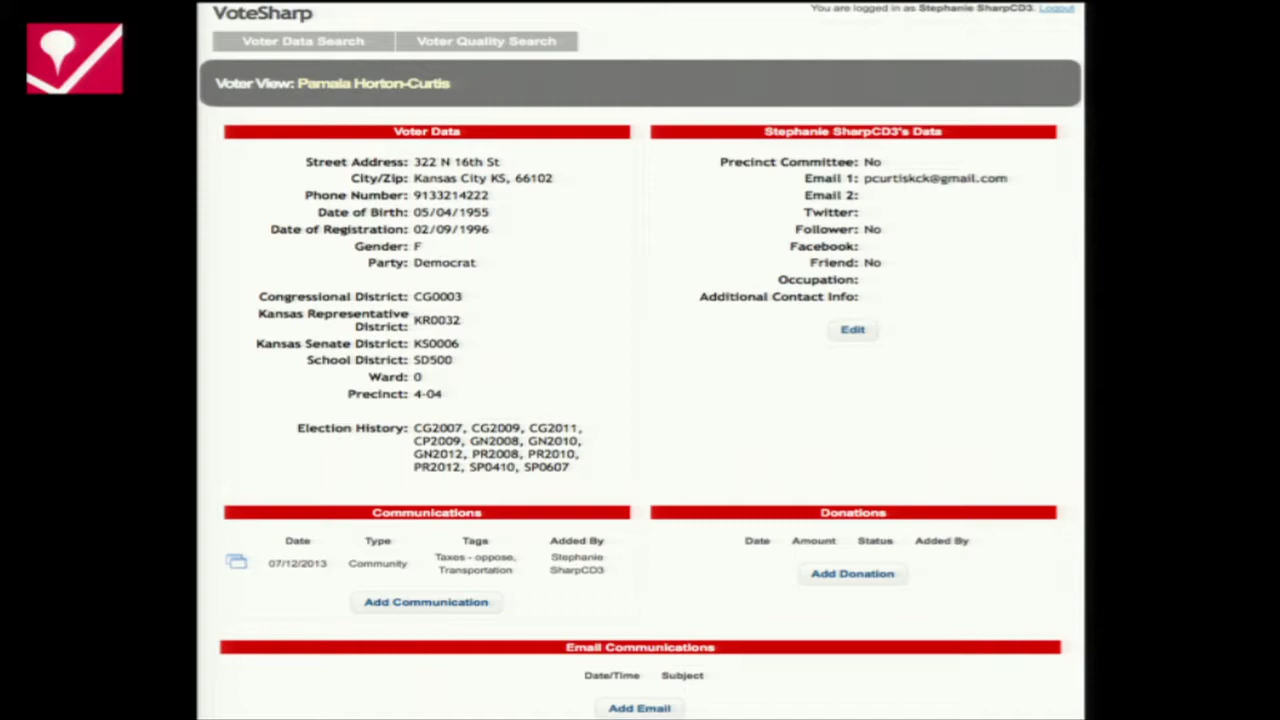 VoteSharp
You are logged in as Stephanie SharpCD3. Logout
Voter Data Search
Voter Quality Search
Voter View: Pamala Horton-Curtis
Voter Data
Street Address: 322 N 16th St
City/Zip: Kansas City KS, 66102
Phone Number: 9133214222
Date of Birth: 05/04/1955
Date of Registration: 02/09/1996
Gender: F
Party: Democrat
Congressional District: CG0003
Kansas Representative
District: KR0032
Kansas Senate District: KS0006
School District: SD500
Ward: 0
Precinct: 4-04
Election History: CG2007, CG2009, CG2011,
CP2009, GN2008, GN2010,
GN2012, PR2008, PR2010,
PR2012, SP0410, SP0607
Stephanie SharpCD3's Data
Precinct Committee: No
Email 1: pcurtiskck@gmail.com
Email 2:
Twitter:
Follower: No
Facebook:
Friend: No
Occupation:
Additional Contact Info:
Edit
Communications
Date Type Tags Added By
07/12/2013 Community Taxes - oppose, Stephanie
Transportation SharpCD3
Add Communication
Donations
Date Amount Status Added By
Add Donation
Email Communications
Date/Time Subject
Add Email